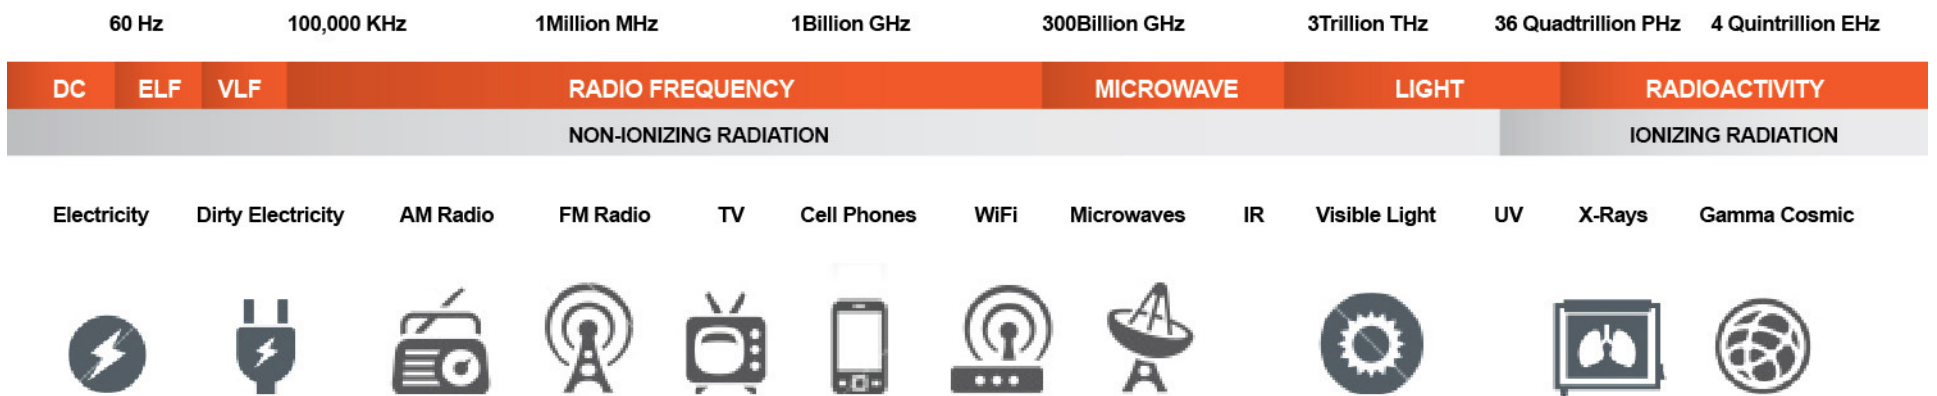 60 Hz 100,000 KHz 1Million MHz 1Billion GHz 300Billion GHz 3Trillion THz 36 Quadtrillion PHz 4 Quintrillion EHz
DC ELF VLF RADIO FREQUENCY MICROWAVE LIGHT RADIOACTIVITY
NON-IONIZING RADIATION IONIZING RADIATION
Electricity Dirty Electricity AM Radio FM Radio TV Cell Phones WiFi Microwaves IR Visible Light UV X-Rays Gamma Cosmic